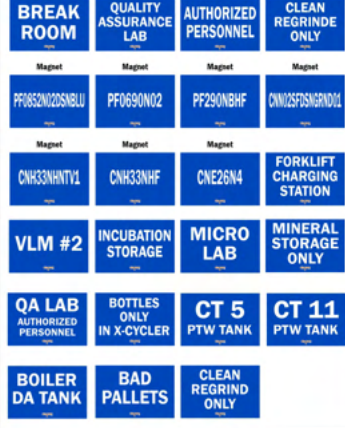 BREAK
ROOM
QUALITY
ASSURANCE
LAB
AUTHORIZED
PERSONNEL
CLEAN
REGRINDE
ONLY
Magnet
Magnet
Magnet
PF0852N02DSNBLU
PF0690N02
PF290NBHF
CNN02SFDSNGRND01
Magnet
Magnet
Magnet
CNH33NHNTV1
CNH33NHF
CNE26N4
FORKLIFT
CHARGING
STATION
VLM #2
INCUBATION
STORAGE
MICRO
LAB
MINERAL
STORAGE
ONLY
QA LAB
AUTHORIZED
PERSONNEL
BOTTLES
ONLY
IN X-CYCLER
CT 5
PTW TANK
CT 11
PTW TANK
BOILER
DA TANK
BAD
PALLETS
CLEAN
REGRIND
ONLY